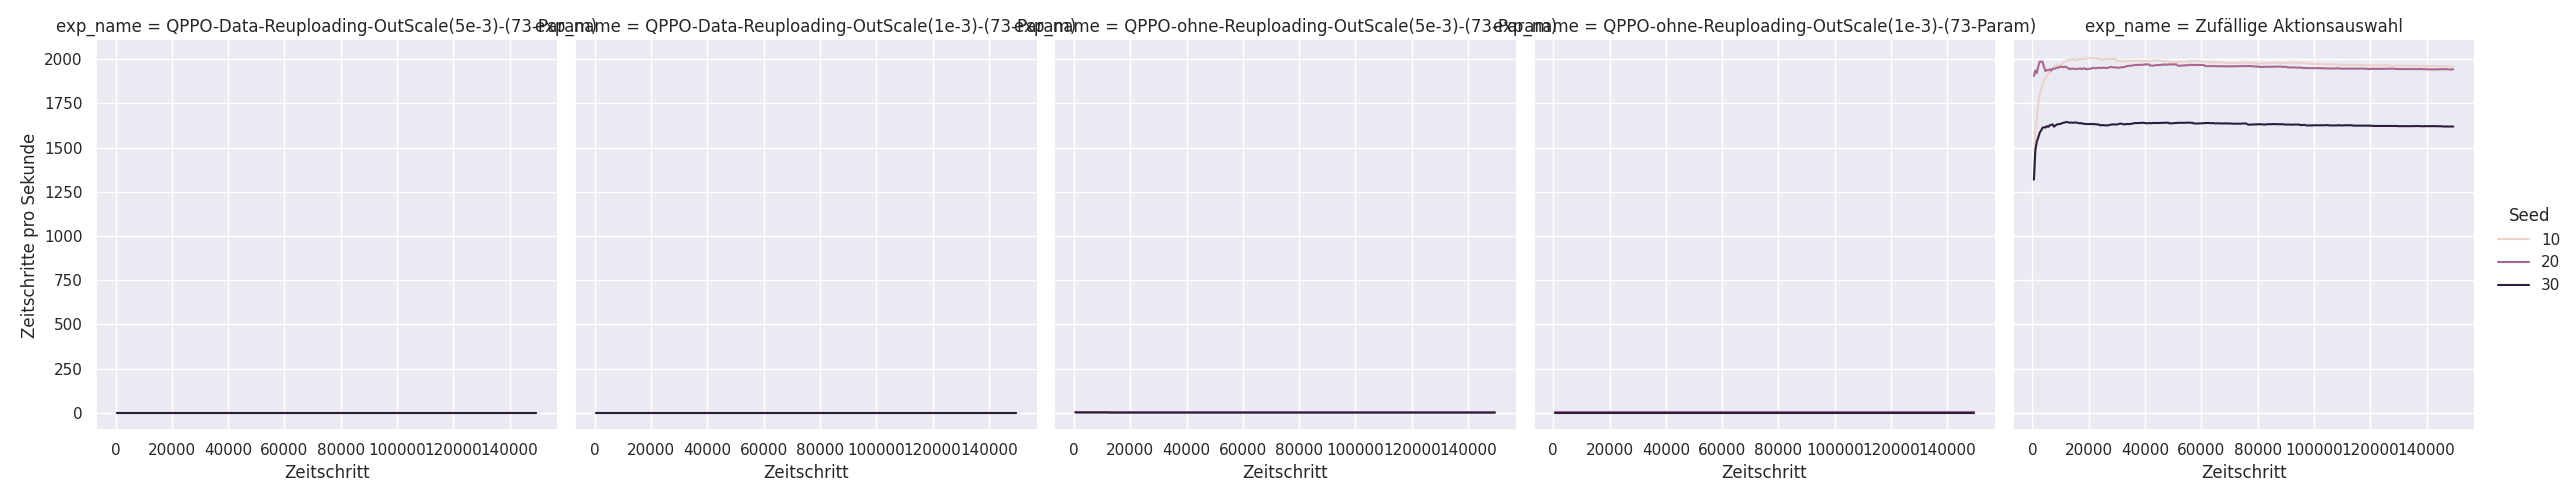 exp_name = QPPO-Data-Reuploading-OutScale(5e-3)-(73-Param)
exp_name = QPPO-Data-Reuploading-OutScale(1e-3)-(73-Param)
exp_name = QPPO-ohne-Reuploading-OutScale(5e-3)-(73-Param)
exp_name = QPPO-ohne-Reuploading-OutScale(1e-3)-(73-Param)
exp_name = Zufällige Aktionsauswahl
Zeitschritte pro Sekunde
2000
1750
1500
1250
1000
750
500
250
0
0 20000 40000 60000 80000 100000 120000 140000
Zeitschritt
0 20000 40000 60000 80000 100000 120000 140000
Zeitschritt
0 20000 40000 60000 80000 100000 120000 140000
Zeitschritt
0 20000 40000 60000 80000 100000 120000 140000
Zeitschritt
0 20000 40000 60000 80000 100000 120000 140000
Zeitschritt
Seed
10
20
30